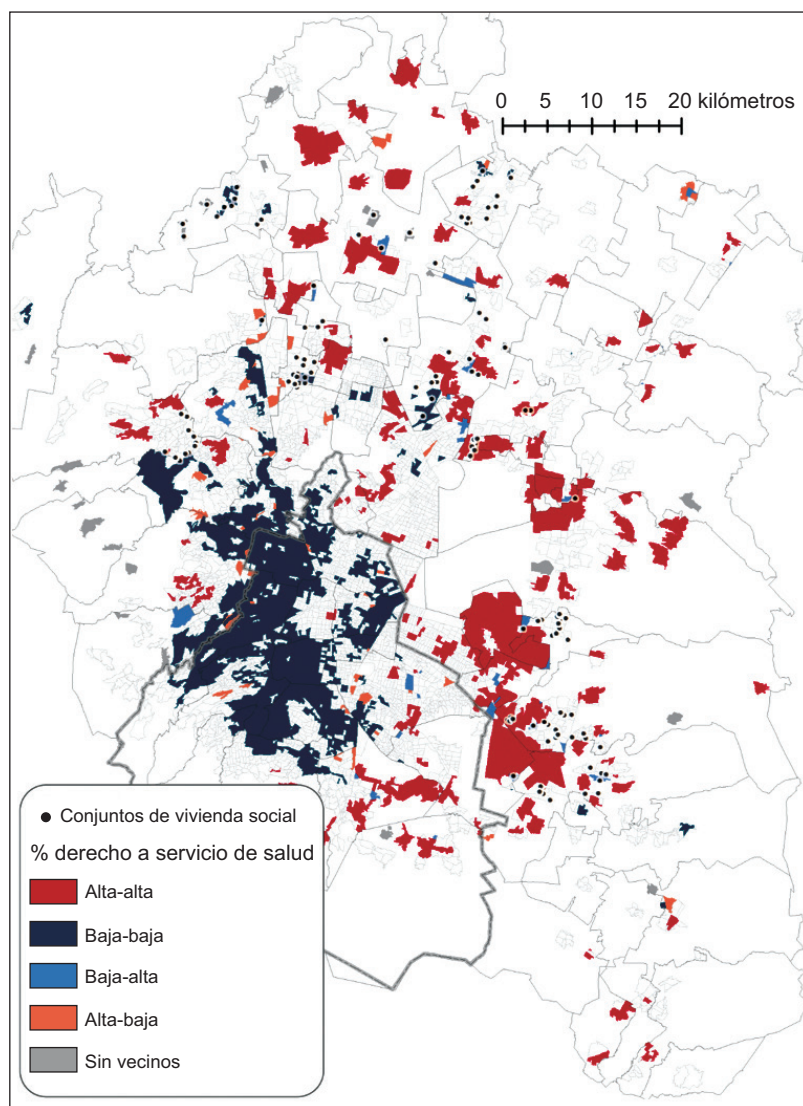 0 5 10 20 kilómetros
Conjuntos de vivienda social
% derecho a servicio de salud
Alta-alta
Baja-baja
Baja-alta
Alta-baja
Sin vecinos